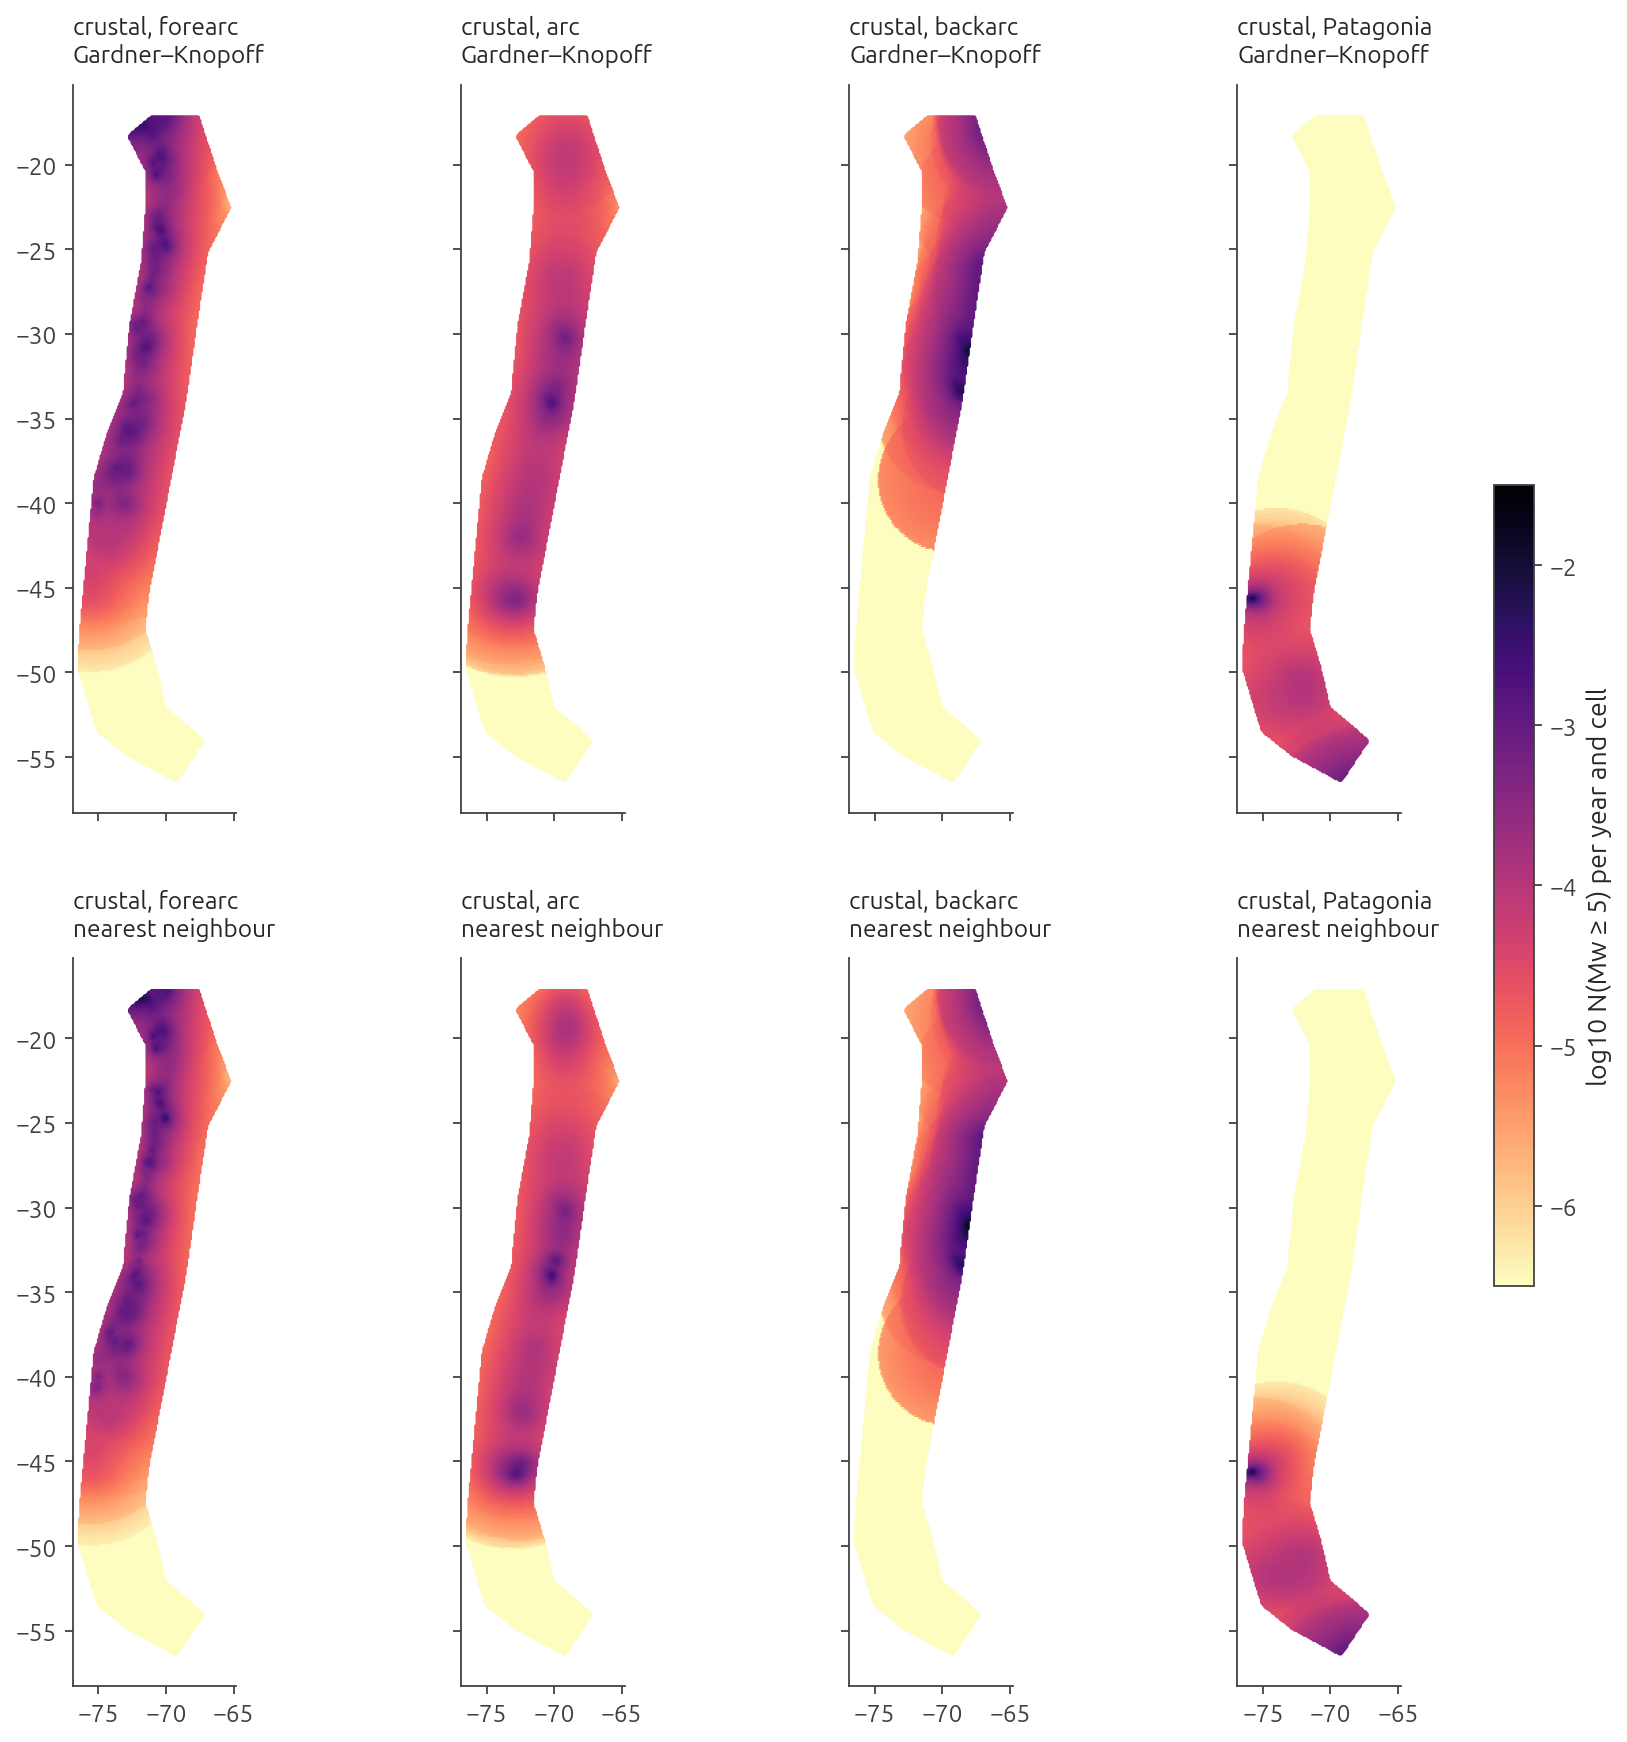 crustal, forearc
Gardner–Knopoff
crustal, arc
Gardner–Knopoff
crustal, backarc
Gardner–Knopoff
crustal, Patagonia
Gardner–Knopoff
−20
−25
−30
−35
−40
−45
−50
−55
crustal, forearc
nearest neighbour
crustal, arc
nearest neighbour
crustal, backarc
nearest neighbour
crustal, Patagonia
nearest neighbour
−20
−25
−30
−35
−40
−45
−50
−55
−75 −70 −65
−75 −70 −65
−75 −70 −65
−75 −70 −65
−2
−3
−4
−5
−6
log10 N(Mw ≥ 5) per year and cell